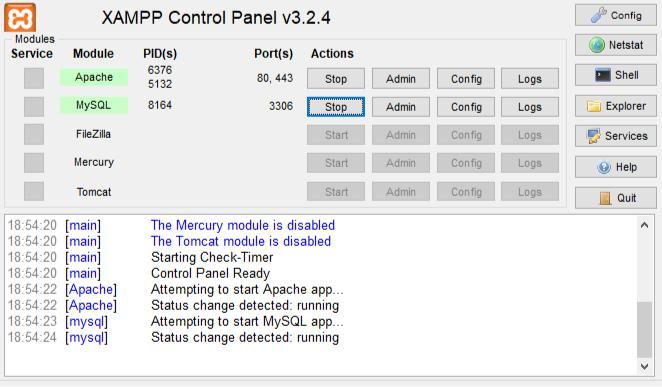 XAMPP Control Panel v3.2.4
Config
Modules
Service Module PID(s) Port(s) Actions
Netstat
Apache 6376 5132 80, 443 Stop Admin Config Logs
Shell
MySQL 8164 3306 Stop Admin Config Logs
Explorer
FileZilla Start Admin Config Logs
Services
Mercury Start Admin Config Logs
Help
Tomcat Start Admin Config Logs
Quit
18:54:20 [main] The Mercury module is disabled
18:54:20 [main] The Tomcat module is disabled
18:54:20 [main] Starting Check-Timer
18:54:20 [main] Control Panel Ready
18:54:22 [Apache] Attempting to start Apache app...
18:54:22 [Apache] Status change detected: running
18:54:23 [mysql] Attempting to start MySQL app...
18:54:24 [mysql] Status change detected: running